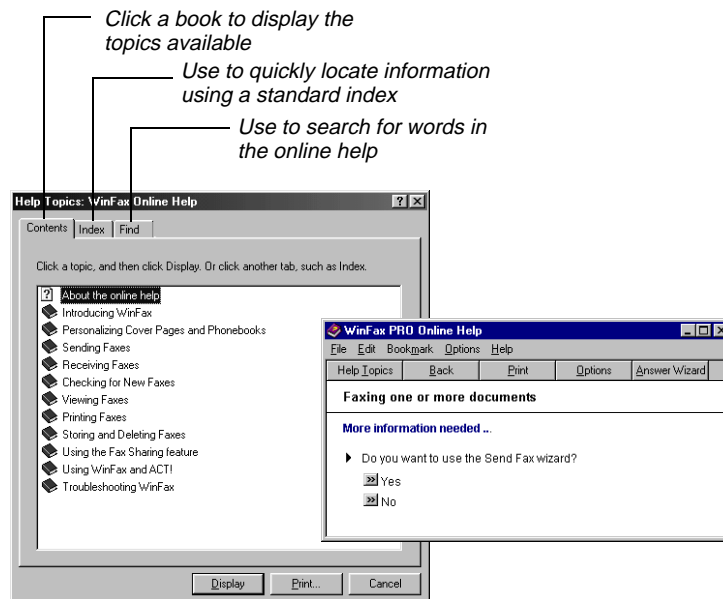 Click a book to display the
topics available
Use to quickly locate information
using a standard index
Use to search for words in
the online help
Help Topics: WinFax Online Help
Contents Index Find
Click a topic, and then click Display. Or click another tab, such as Index.
About the online help
Introducing WinFax
Personalizing Cover Pages and Phonebooks
Sending Faxes
Receiving Faxes
Checking for New Faxes
Viewing Faxes
Printing Faxes
Storing and Deleting Faxes
Using the Fax Sharing feature
Using WinFax and ACT!
Troubleshooting WinFax
Display Print... Cancel
WinFax PRO Online Help
File Edit Bookmark Options Help
Help Topics Back Print Options Answer Wizard
Faxing one or more documents
More information needed ...
Do you want to use the Send Fax wizard?
Yes
No